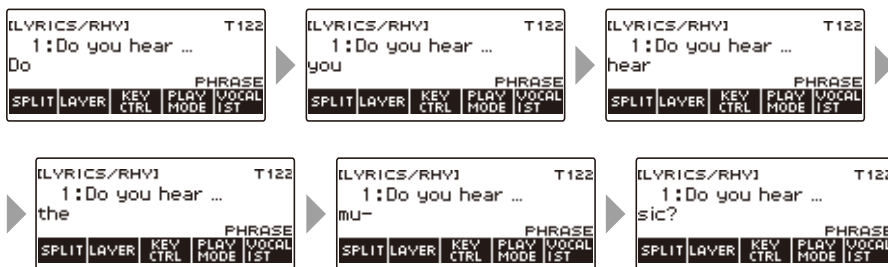 [LYRICS/RHY] T122
1:Do you hear ...
Do
PHRASE
SPLIT LAYER KEY CTRL PLAY MODE VOCAL IST
[LYRICS/RHY] T122
1:Do you hear ...
you
PHRASE
SPLIT LAYER KEY CTRL PLAY MODE VOCAL IST
[LYRICS/RHY] T122
1:Do you hear ...
hear
PHRASE
SPLIT LAYER KEY CTRL PLAY MODE VOCAL IST
[LYRICS/RHY] T122
1:Do you hear ...
the
PHRASE
SPLIT LAYER KEY CTRL PLAY MODE VOCAL IST
[LYRICS/RHY] T122
1:Do you hear ...
mu-
PHRASE
SPLIT LAYER KEY CTRL PLAY MODE VOCAL IST
[LYRICS/RHY] T122
1:Do you hear ...
sic?
PHRASE
SPLIT LAYER KEY CTRL PLAY MODE VOCAL IST